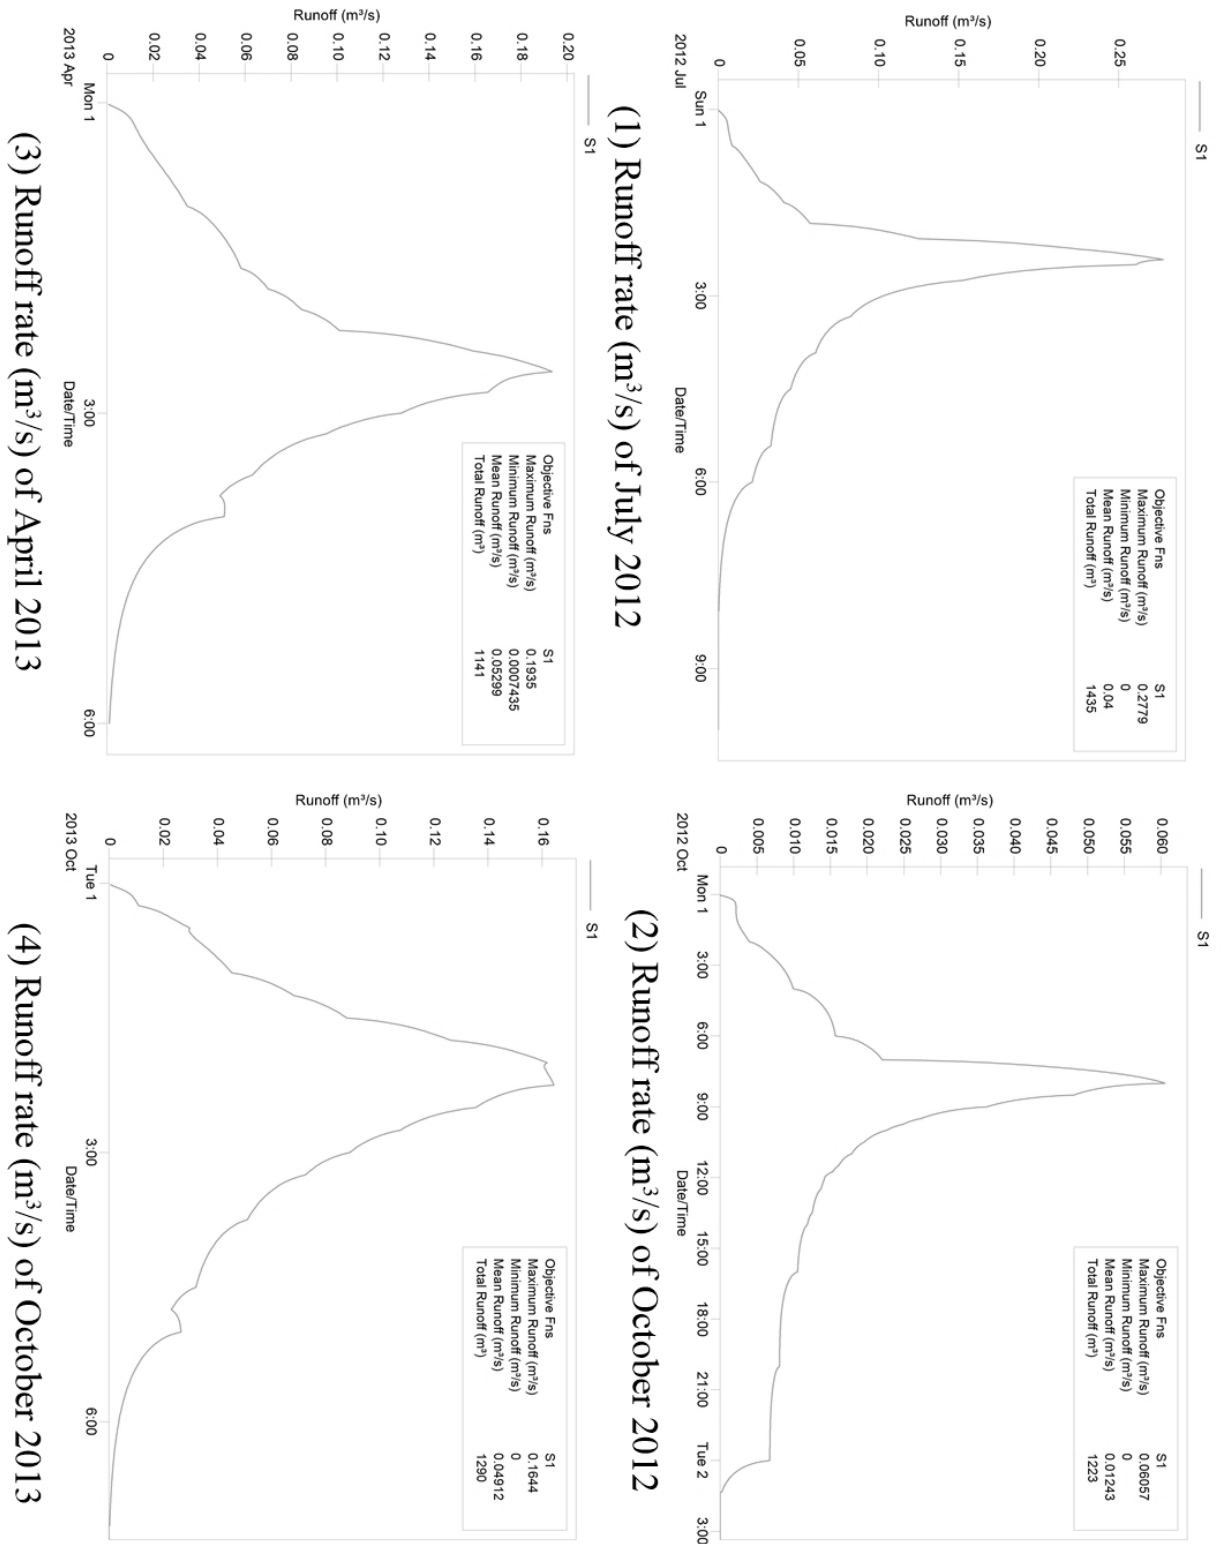 S1
Runoff (m³/s)
0.25
0.20
0.15
0.10
0.05
0
Sun 1
3:00
6:00
9:00
2012 Jul
Date/Time
Objective Fns S1
Maximum Runoff (m³/s) 0.2779
Minimum Runoff (m³/s) 0
Mean Runoff (m³/s) 0.04
Total Runoff (m³) 1435
(1) Runoff rate (m³/s) of July 2012
S1
Runoff (m³/s)
0.060
0.055
0.050
0.045
0.040
0.035
0.030
0.025
0.020
0.015
0.010
0.005
0
Mon 1
3:00
6:00
9:00
12:00
15:00
18:00
21:00
Tue 2
3:00
2012 Oct
Date/Time
Objective Fns S1
Maximum Runoff (m³/s) 0.06057
Minimum Runoff (m³/s) 0
Mean Runoff (m³/s) 0.01243
Total Runoff (m³) 1223
(2) Runoff rate (m³/s) of October 2012
S1
Runoff (m³/s)
0.20
0.18
0.16
0.14
0.12
0.10
0.08
0.06
0.04
0.02
0
Mon 1
3:00
6:00
2013 Apr
Date/Time
Objective Fns S1
Maximum Runoff (m³/s) 0.1935
Minimum Runoff (m³/s) 0.0007435
Mean Runoff (m³/s) 0.05299
Total Runoff (m³) 1141
(3) Runoff rate (m³/s) of April 2013
S1
Runoff (m³/s)
0.16
0.14
0.12
0.10
0.08
0.06
0.04
0.02
0
Tue 1
3:00
6:00
2013 Oct
Date/Time
Objective Fns S1
Maximum Runoff (m³/s) 0.1644
Minimum Runoff (m³/s) 0
Mean Runoff (m³/s) 0.04912
Total Runoff (m³) 1290
(4) Runoff rate (m³/s) of October 2013